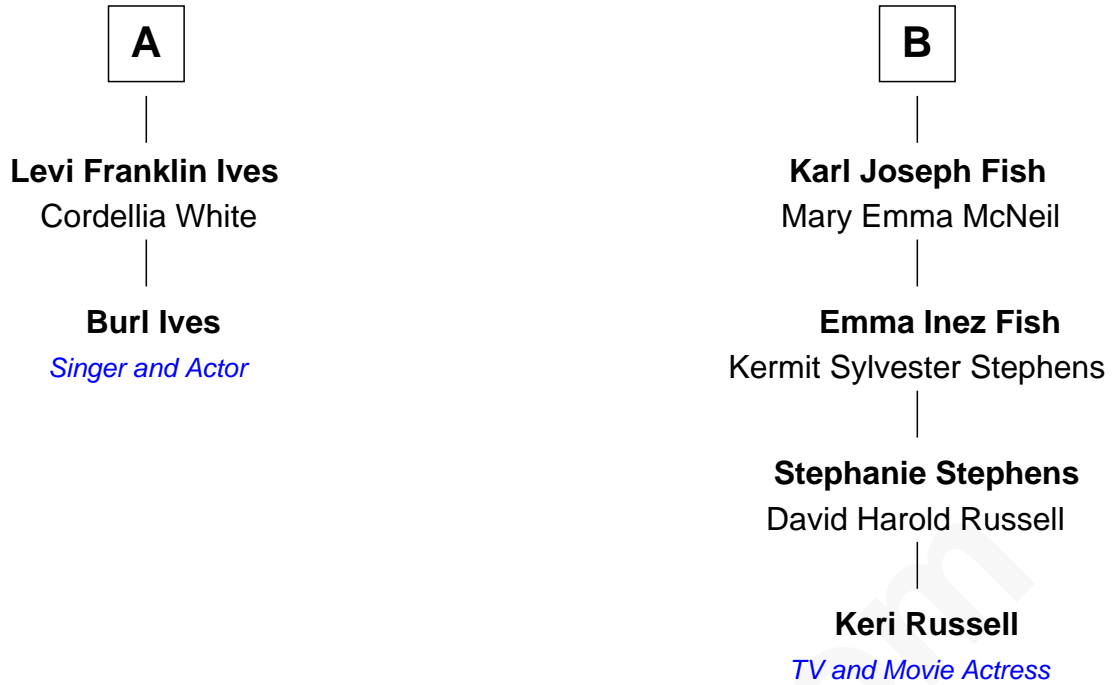 A
Levi Franklin Ives
Cordellia White
Burl Ives
Singer and Actor
B
Karl Joseph Fish
Mary Emma McNeil
Emma Inez Fish
Kermit Sylvester Stephens
Stephanie Stephens
David Harold Russell
Keri Russell
TV and Movie Actress